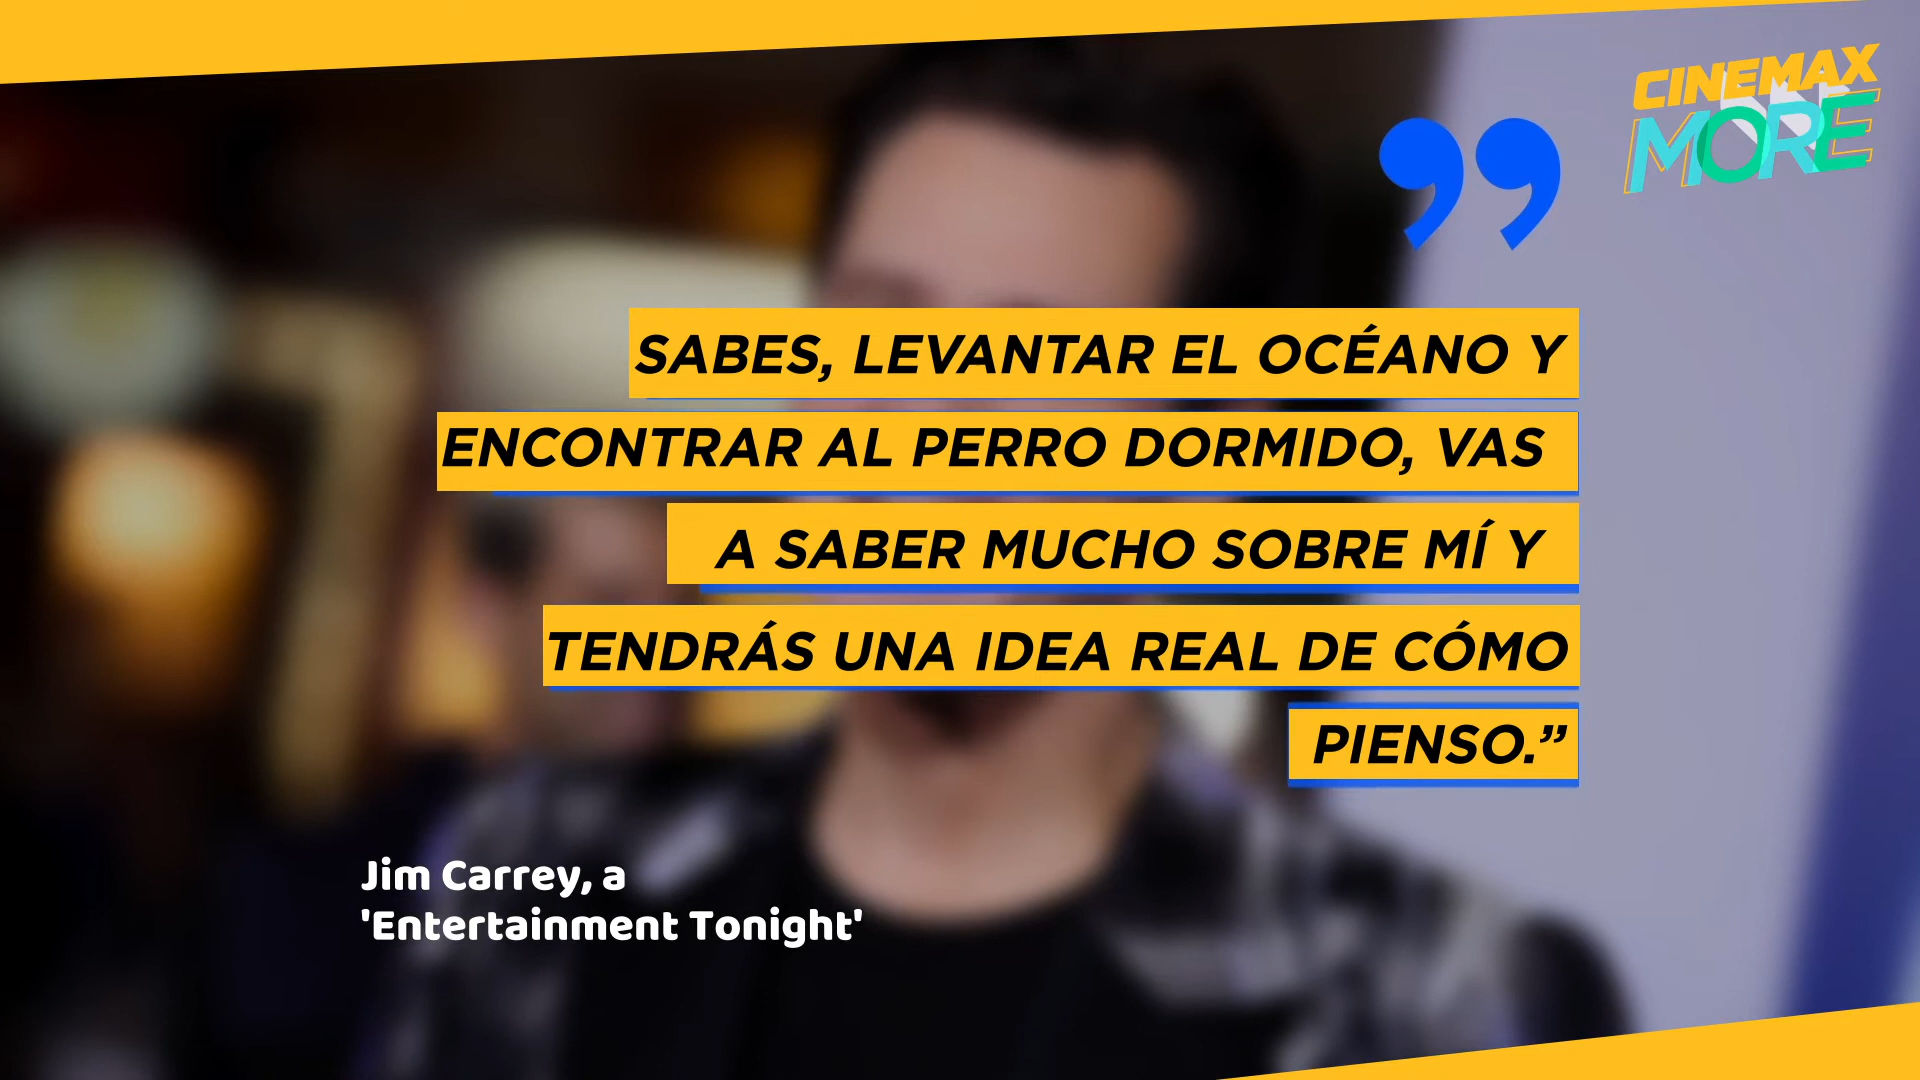 CINEMAX
MORE
”
SABES, LEVANTAR EL OCÉANO Y
ENCONTRAR AL PERRO DORMIDO, VAS
A SABER MUCHO SOBRE MÍ Y
TENDRÁS UNA IDEA REAL DE CÓMO
PIENSO.”
Jim Carrey, a
'Entertainment Tonight'